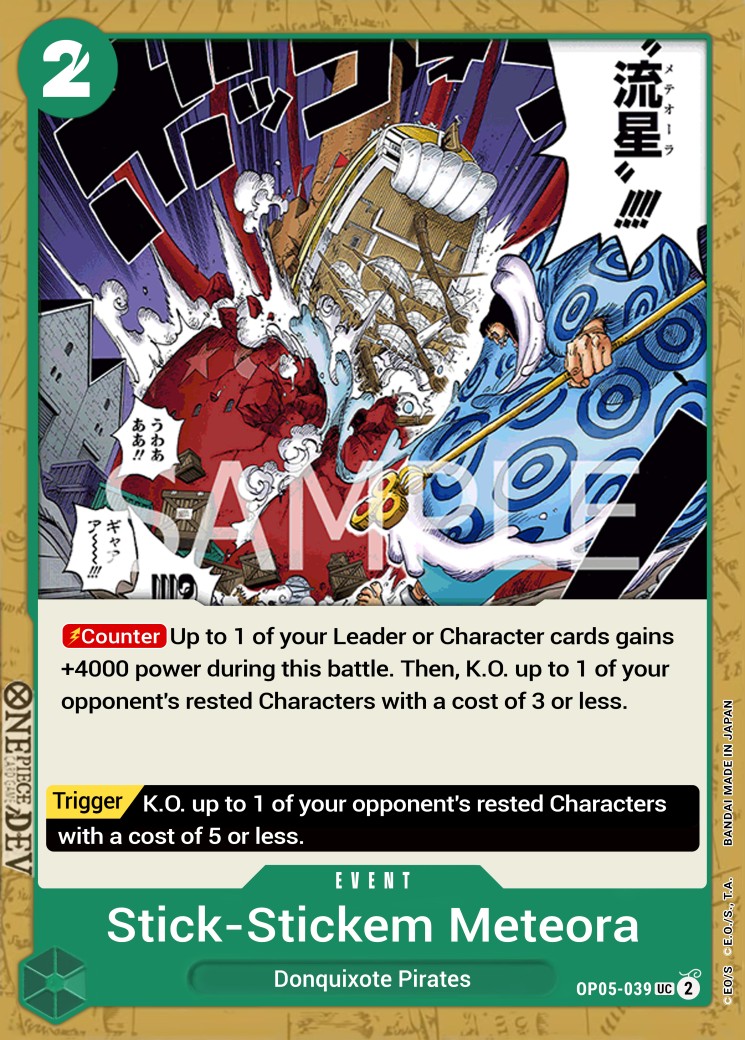 2
〝流星〟!!!!
メテオーラ
うわぁ
ああ!!
ギャア
ア〜〜〜!!!
!!!?
SAMPLE
Counter Up to 1 of your Leader or Character cards gains
+4000 power during this battle. Then, K.O. up to 1 of your
opponent's rested Characters with a cost of 3 or less.
Trigger K.O. up to 1 of your opponent's rested Characters
with a cost of 5 or less.
EVENT
Stick-Stickem Meteora
Donquixote Pirates
OP05-039 UC 2
ONE PIECE
CARD GAME
.DEV
©EO/S ©E.O./S., T.A. BANDAI MADE IN JAPAN